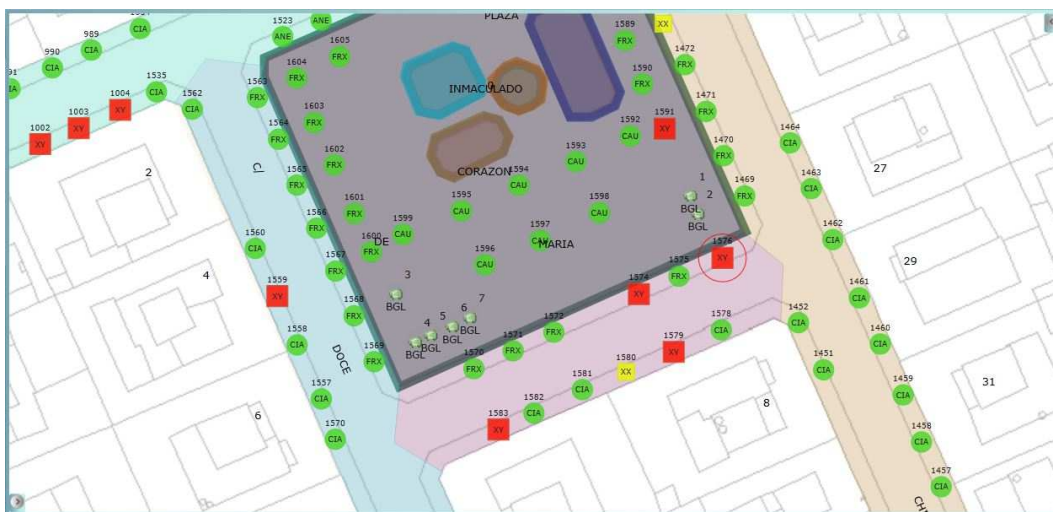 PLAZA
1523
ANE
ANE
989
CIA
CIA
990
CIA
CIA
1535
CIA
1562
CIA
1004
XY
1003
XY
1002
XY
1563
FRX
1604
FRX
1605
FRX
1589
FRX
XX
1472
FRX
1590
FRX
INMACULADO
0
1471
FRX
1603
FRX
1564
FRX
1592
CAU
1591
XY
1470
FRX
1464
CIA
1602
FRX
CORAZON
1593
CAU
2
CJ
1565
FRX
1594
CAU
1
BGL
2
BGL
1469
FRX
1463
CIA
27
1601
FRX
1595
CAU
1598
CAU
1566
FRX
1599
CAU
1600
FRX
DE
1597
CAU
MARIA
1462
CIA
1560
CIA
1596
CAU
1576
XY
29
4
1567
FRX
3
BGL
1575
FRX
1559
XY
1574
XY
1461
CIA
1568
FRX
4
BGL
5
BGL
6
BGL
7
BGL
1572
FRX
1578
CIA
1452
CIA
1558
CIA
DOCE
1569
FRX
1571
FRX
1570
FRX
1579
XY
1460
CIA
1580
XX
1451
CIA
31
1557
CIA
1581
CIA
1459
CIA
6
1582
CIA
8
1583
XY
1570
CIA
1458
CIA
1457
CIA